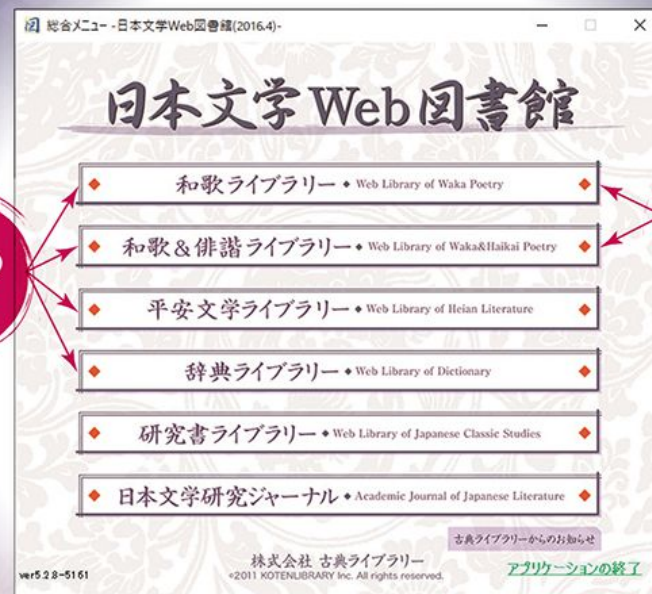 総合メニュー -日本文学Web図書館(2016.4)-
日本文学Web図書館
和歌ライブラリー ◆ Web Library of Waka Poetry
和歌&俳諧ライブラリー ◆ Web Library of Waka&Haikai Poetry
平安文学ライブラリー ◆ Web Library of Heian Literature
辞典ライブラリー ◆ Web Library of Dictionary
研究書ライブラリー ◆ Web Library of Japanese Classic Studies
日本文学研究ジャーナル ◆ Academic Journal of Japanese Literature
古典ライブラリーからのお知らせ
株式会社 古典ライブラリー
©2011 KOTENLIBRARY Inc. All rights reserved.
ver5.2.8-5161
アプリケーションの終了